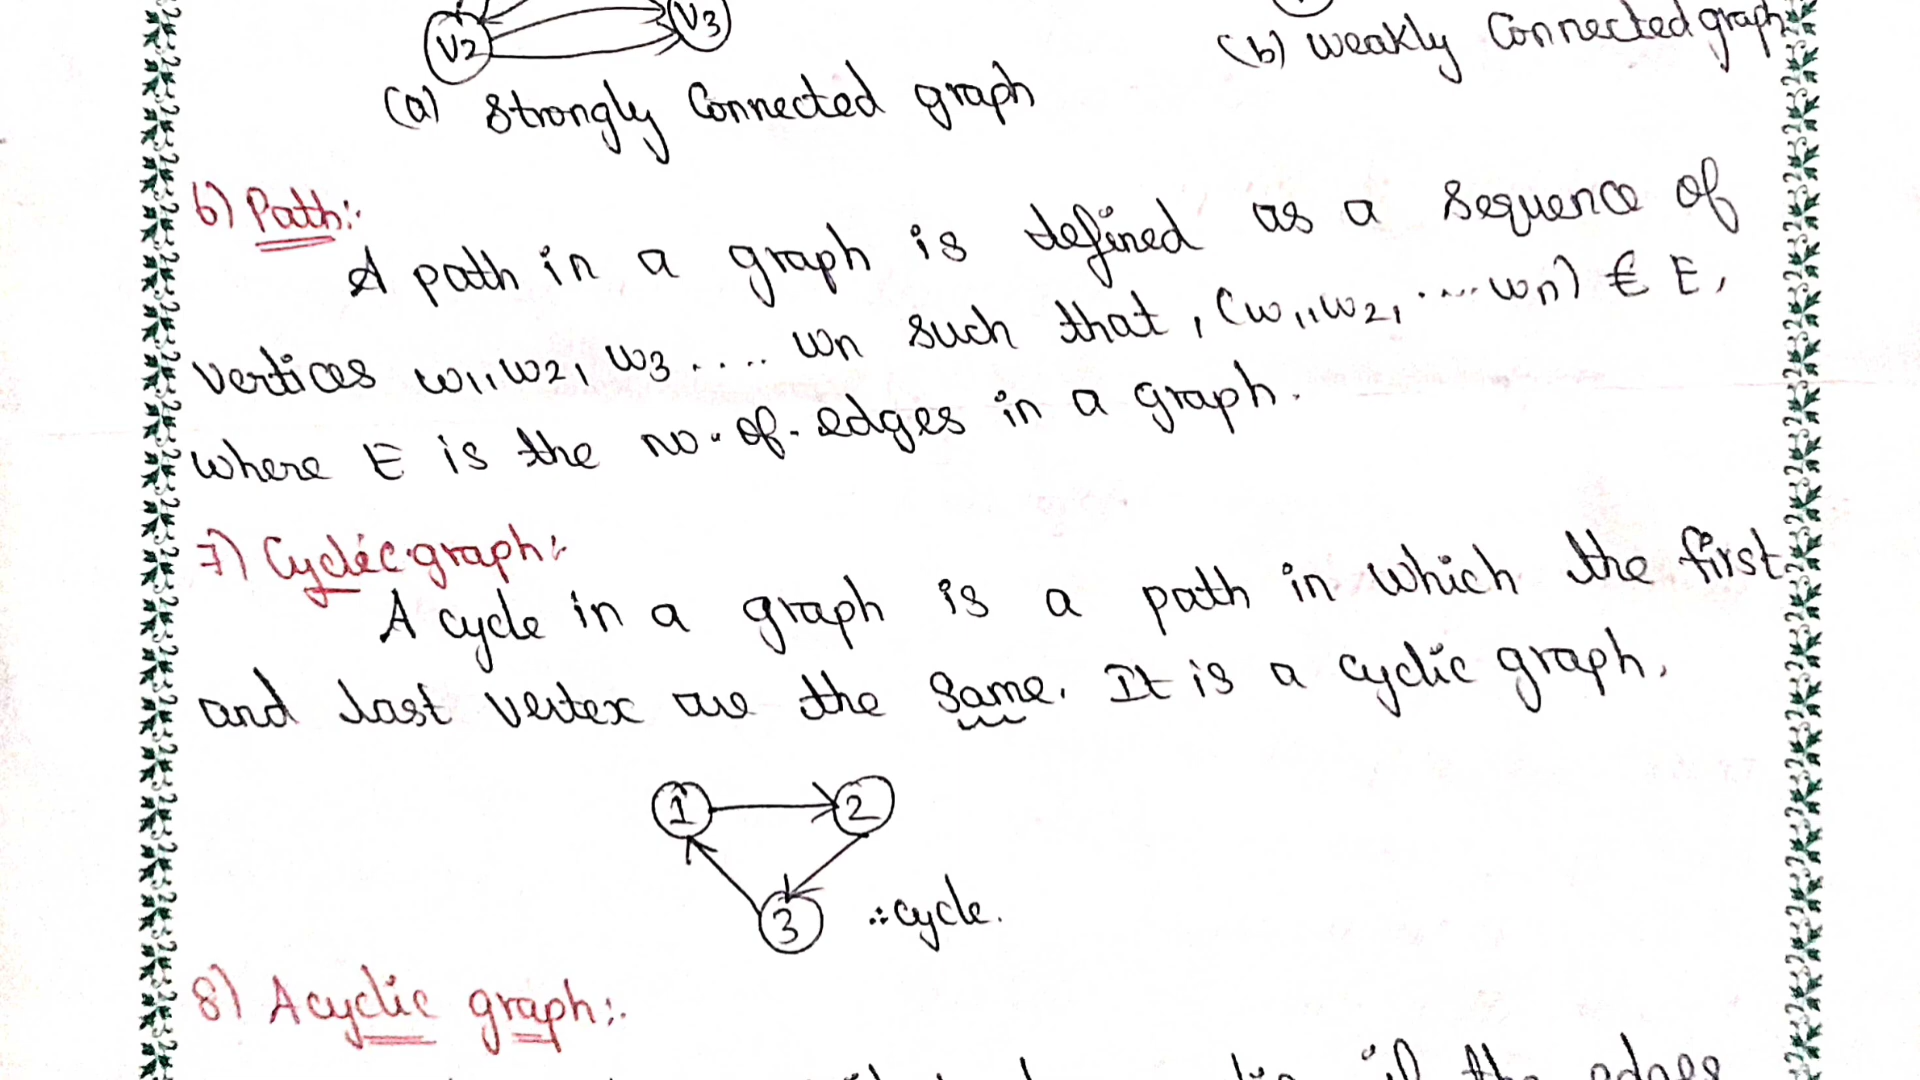 V2
V3
(a) Strongly Connected graph
(b) weakly Connected graph
6) Path:-
A path in a graph is defined as a sequence of
vertices w1, w2, w3 .... wn such that, (w1, w2, .... wn) € E,
where E is the no. of. edges in a graph.
7) Cyclic graph:-
A cycle in a graph is a path in which the first
and last vertex are the same. It is a cyclic graph.
1
2
3
∴ cycle.
8) Acyclic graph:-
if the edges